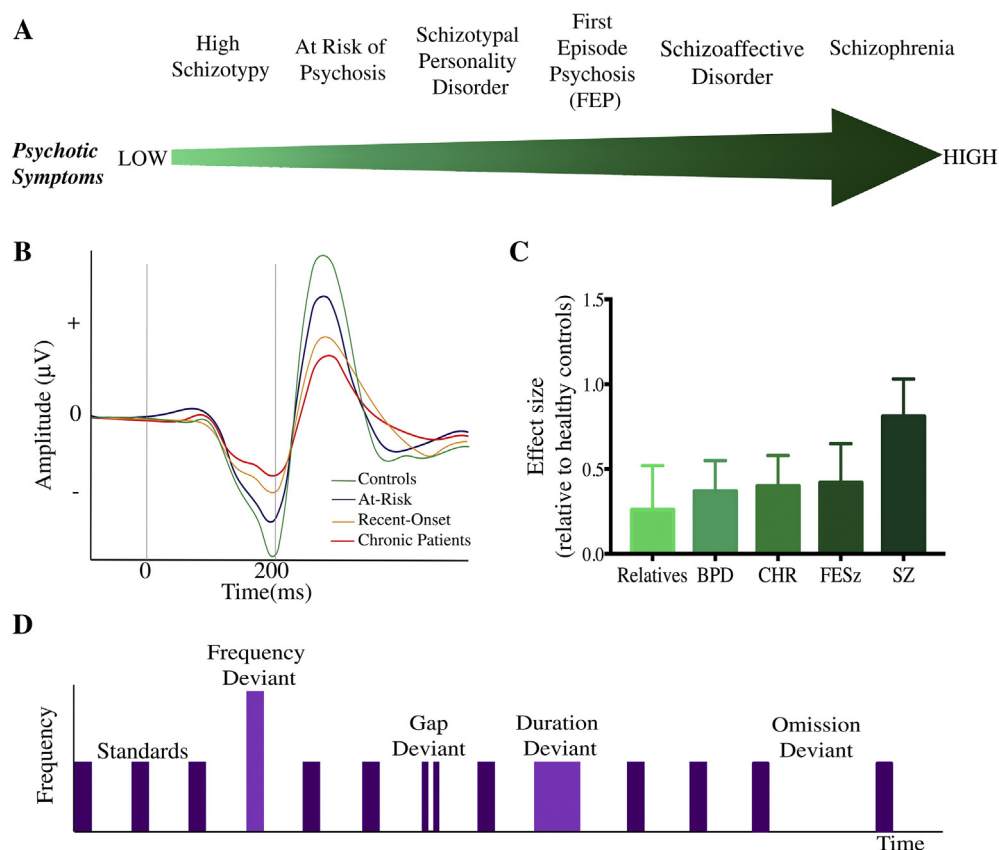 A
High
Schizotypy
At Risk of
Psychosis
Schizotypal
Personality
Disorder
First
Episode
Psychosis
(FEP)
Schizoaffective
Disorder
Schizophrenia
Psychotic
Symptoms
LOW
HIGH
B
Amplitude (µV)
+
0
-
Controls
At-Risk
Recent-Onset
Chronic Patients
0
200
Time(ms)
C
Effect size
(relative to healthy controls)
1.5
1.0
0.5
0.0
Relatives
BPD
CHR
FESz
SZ
D
Frequency
Standards
Frequency
Deviant
Gap
Deviant
Duration
Deviant
Omission
Deviant
Time